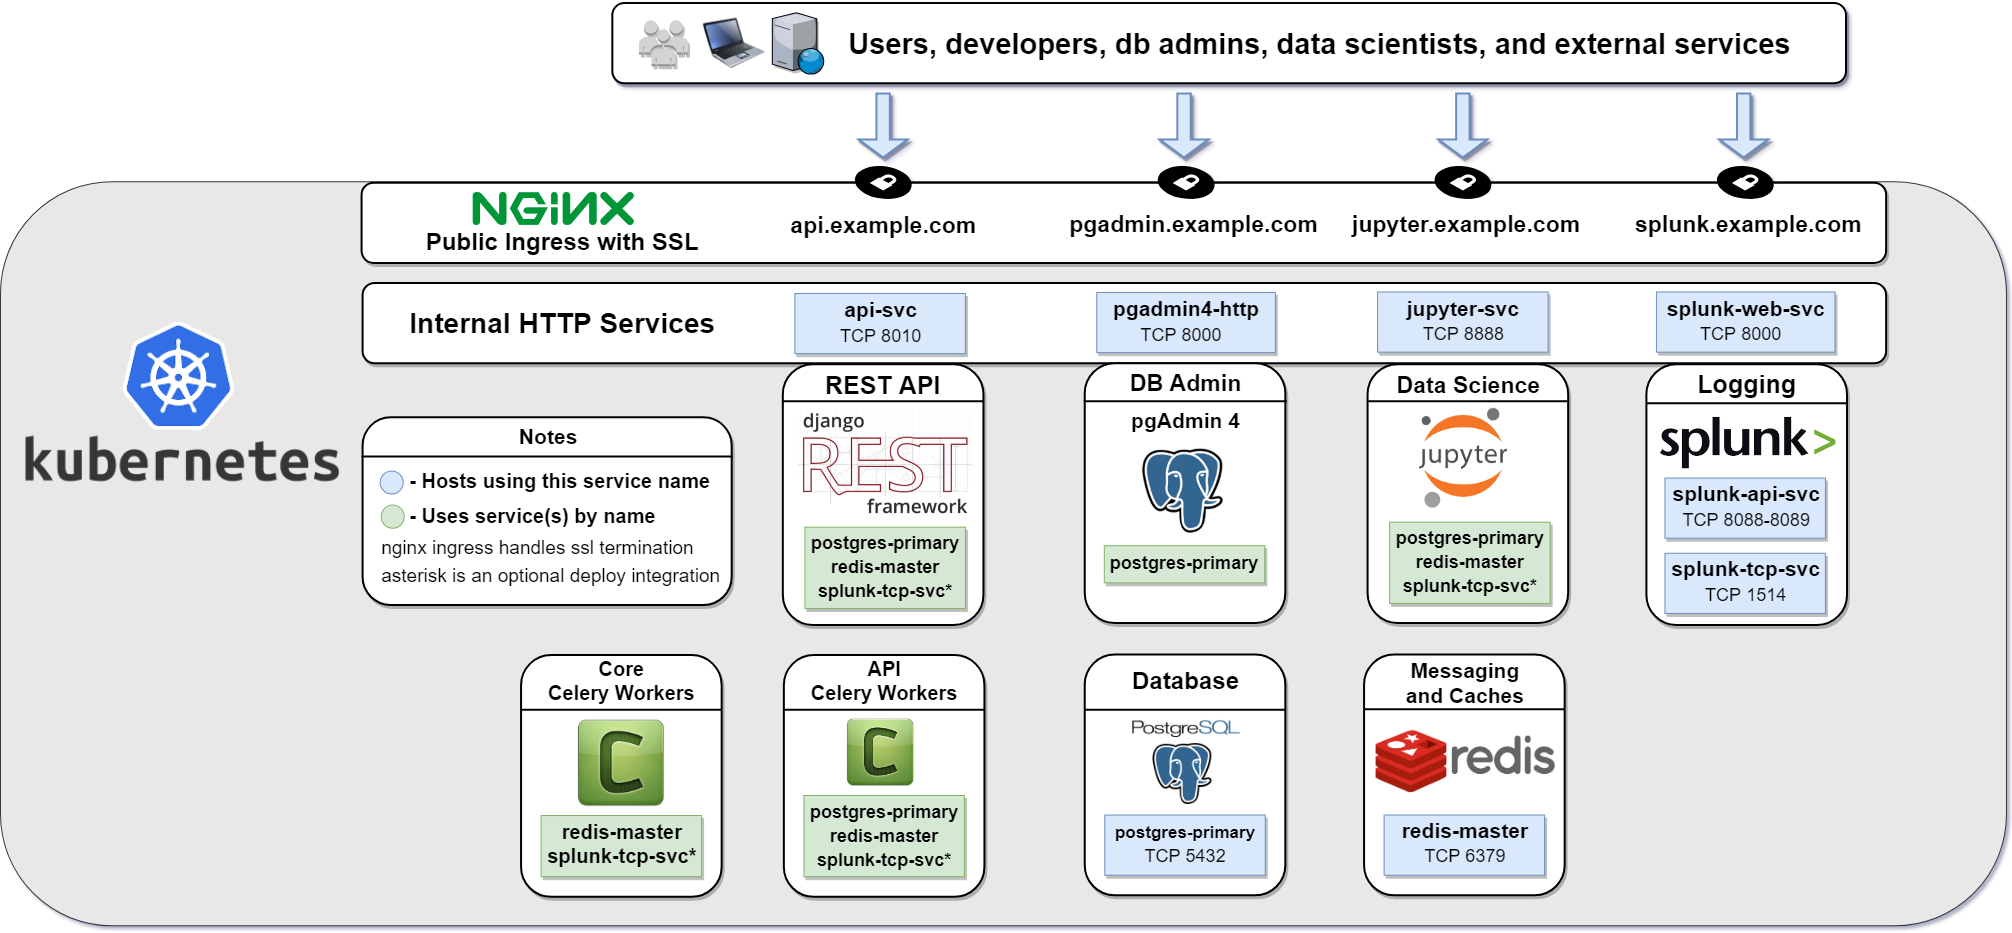 Users, developers, db admins, data scientists, and external services
NGINX
Public Ingress with SSL
api.example.com
pgadmin.example.com
jupyter.example.com
splunk.example.com
Internal HTTP Services
api-svc
TCP 8010
pgadmin4-http
TCP 8000
jupyter-svc
TCP 8888
splunk-web-svc
TCP 8000
kubernetes
Notes
- Hosts using this service name
- Uses service(s) by name
nginx ingress handles ssl termination
asterisk is an optional deploy integration
REST API
django
REST
framework
postgres-primary
redis-master
splunk-tcp-svc*
DB Admin
pgAdmin 4
postgres-primary
Data Science
jupyter
postgres-primary
redis-master
splunk-tcp-svc*
Logging
splunk>
splunk-api-svc
TCP 8088-8089
splunk-tcp-svc
TCP 1514
Core
Celery Workers
C
redis-master
splunk-tcp-svc*
API
Celery Workers
C
postgres-primary
redis-master
splunk-tcp-svc*
Database
PostgreSQL
postgres-primary
TCP 5432
Messaging
and Caches
redis
redis-master
TCP 6379